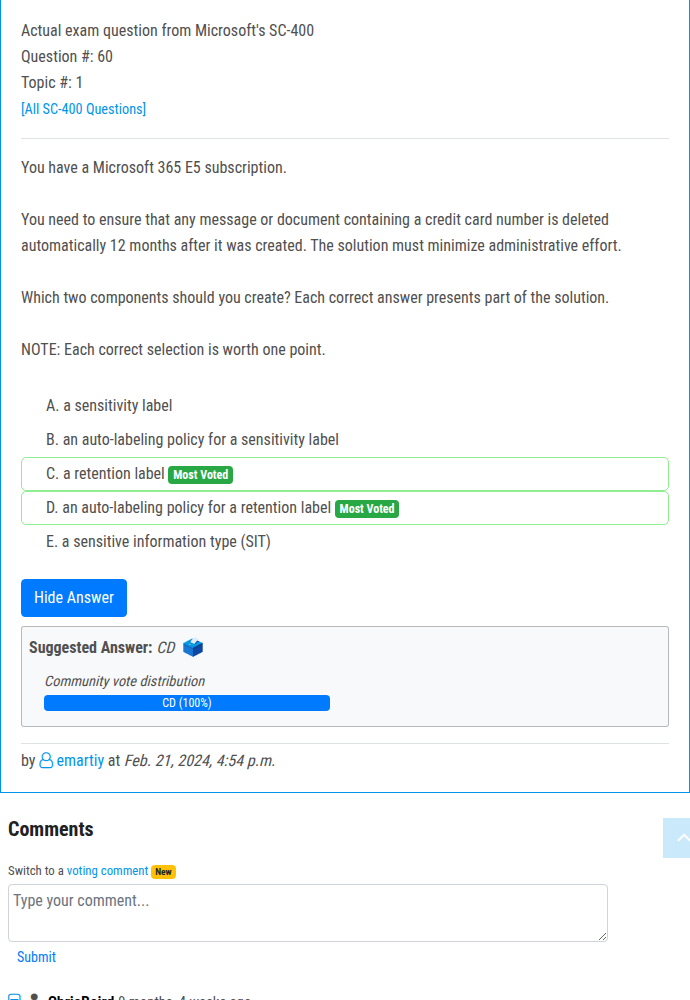 Actual exam question from Microsoft's SC-400
Question #: 60
Topic #: 1
[All SC-400 Questions]
You have a Microsoft 365 E5 subscription.
You need to ensure that any message or document containing a credit card number is deleted
automatically 12 months after it was created. The solution must minimize administrative effort.
Which two components should you create? Each correct answer presents part of the solution.
NOTE: Each correct selection is worth one point.
A. a sensitivity label
B. an auto-labeling policy for a sensitivity label
C. a retention label Most Voted
D. an auto-labeling policy for a retention label Most Voted
E. a sensitive information type (SIT)
Hide Answer
Suggested Answer: CD
Community vote distribution
CD (100%)
by emartiy at Feb. 21, 2024, 4:54 p.m.
Comments
Switch to a voting comment New
Type your comment...
Submit